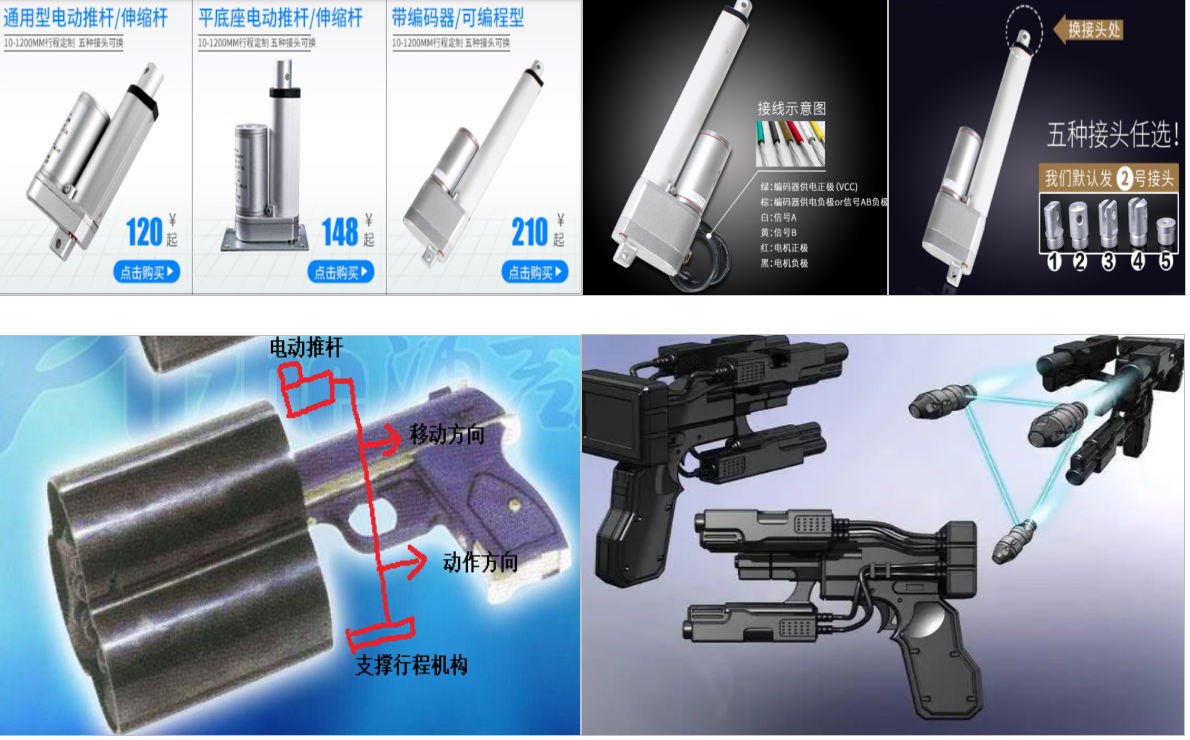 通用型电动推杆/伸缩杆
10-1200MM行程定制 五种接头可换
120
¥
起
点击购买
平底座电动推杆/伸缩杆
10-1200MM行程定制 五种接头可换
148
¥
起
点击购买
带编码器/可编程型
10-1200MM行程定制 五种接头可换
210
¥
起
点击购买
接线示意图
绿:编码器供电正极(VCC)
棕:编码器供电负极or信号AB负极
白:信号A
黄:信号B
红:电机正极
黑:电机负极
换接头处
五种接头任选!
我们默认发2号接头
1 2 3 4 5
电动推杆
移动方向
动作方向
支撑行程机构